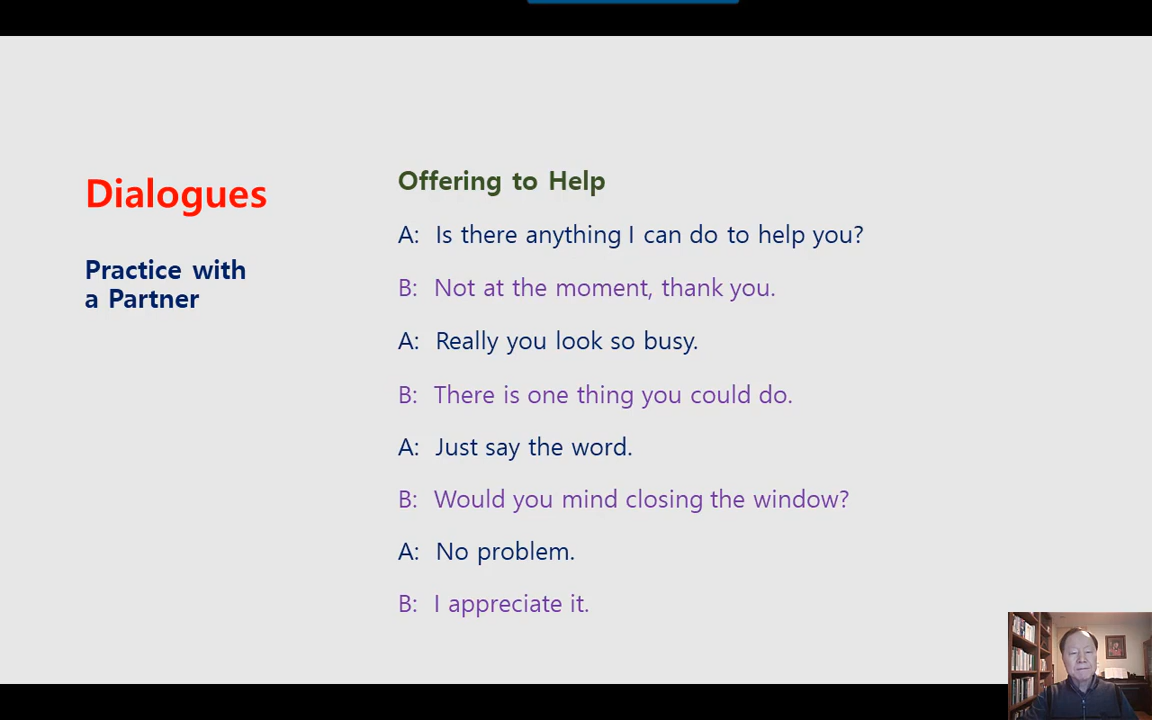 Dialogues
Practice with
a Partner
Offering to Help
A: Is there anything I can do to help you?
B: Not at the moment, thank you.
A: Really you look so busy.
B: There is one thing you could do.
A: Just say the word.
B: Would you mind closing the window?
A: No problem.
B: I appreciate it.